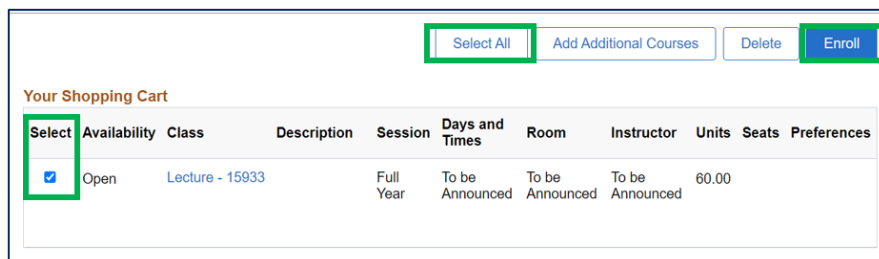 Select All Add Additional Courses Delete Enroll
Your Shopping Cart
Select Availability Class Description Session Days and Times Room Instructor Units Seats Preferences
Open Lecture - 15933 Full Year To be Announced To be Announced To be Announced 60.00